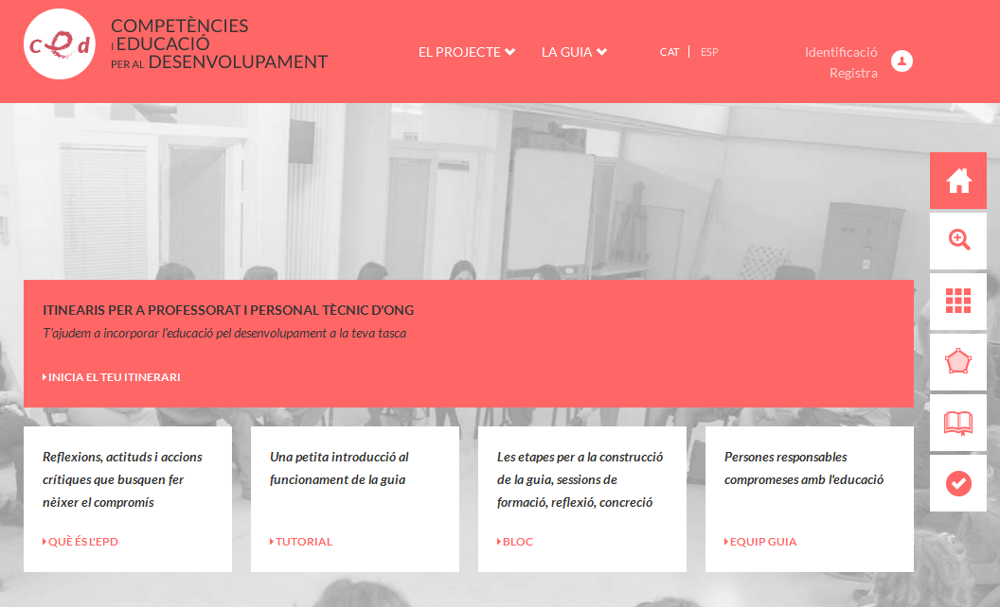 ced
COMPETÈNCIES
I EDUCACIÓ
PER AL DESENVOLUPAMENT
EL PROJECTE
LA GUIA
CAT | ESP
Identificació
Registra
ITINEARIS PER A PROFESSORAT I PERSONAL TÈCNIC D'ONG
T'ajudem a incorporar l'educació pel desenvolupament a la teva tasca
INICIA EL TEU ITINERARI
Reflexions, actituds i accions
crítiques que busquen fer
nèixer el compromís
QUÈ ÉS L'EPD
Una petita introducció al
funcionament de la guia
TUTORIAL
Les etapes per a la construcció
de la guia, sessions de
formació, reflexió, concreció
BLOC
Persones responsables
compromeses amb l'educació
EQUIP GUIA